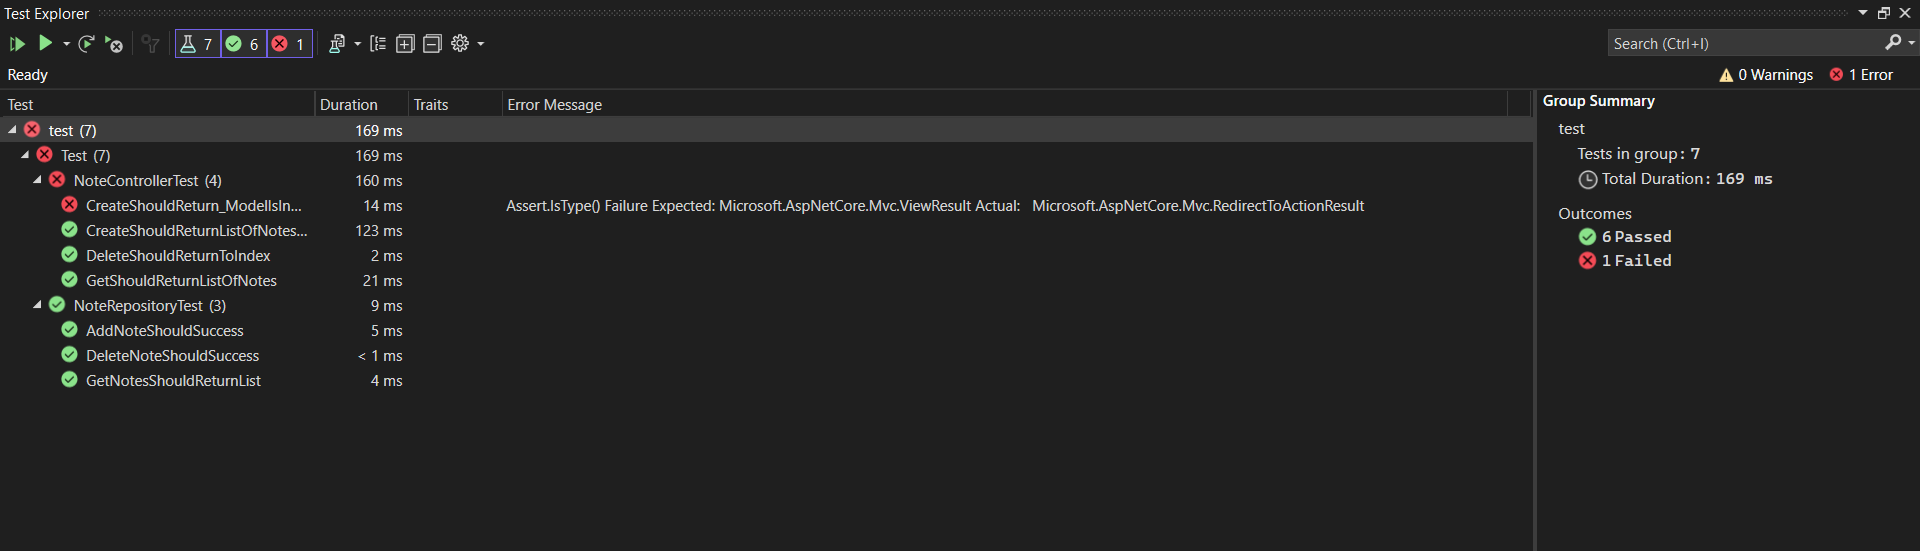 Test Explorer
7 6 1
Search (Ctrl+I)
Ready
0 Warnings 1 Error
Test Duration Traits Error Message
test (7) 169 ms
Test (7) 169 ms
NoteControllerTest (4) 160 ms
CreateShouldReturn_ModelIsIn... 14 ms Assert.IsType() Failure Expected: Microsoft.AspNetCore.Mvc.ViewResult Actual: Microsoft.AspNetCore.Mvc.RedirectToActionResult
CreateShouldReturnListOfNotes... 123 ms
DeleteShouldReturnToIndex 2 ms
GetShouldReturnListOfNotes 21 ms
NoteRepositoryTest (3) 9 ms
AddNoteShouldSuccess 5 ms
DeleteNoteShouldSuccess < 1 ms
GetNotesShouldReturnList 4 ms
Group Summary
test
Tests in group: 7
Total Duration: 169 ms
Outcomes
6 Passed
1 Failed